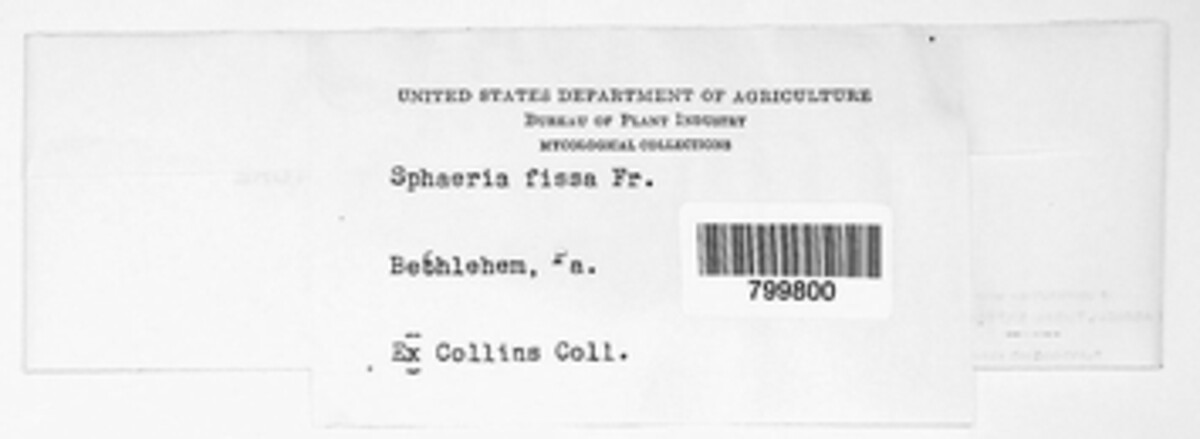 UNITED STATES DEPARTMENT OF AGRICULTURE
BUREAU OF PLANT INDUSTRY
MYCOLOGICAL COLLECTIONS
Sphaeria fissa Fr.
Bethlehem, Pa.
799800
Ex Collins Coll.